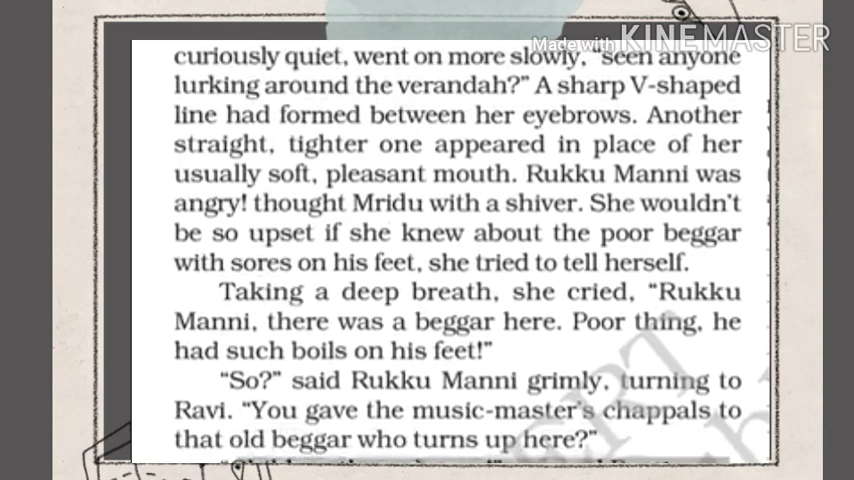 Made with KINEMASTER
curiously quiet, went on more slowly, “seen anyone
lurking around the verandah?” A sharp V-shaped
line had formed between her eyebrows. Another
straight, tighter one appeared in place of her
usually soft, pleasant mouth. Rukku Manni was
angry! thought Mridu with a shiver. She wouldn’t
be so upset if she knew about the poor beggar
with sores on his feet, she tried to tell herself.
Taking a deep breath, she cried, “Rukku
Manni, there was a beggar here. Poor thing, he
had such boils on his feet!”
“So?” said Rukku Manni grimly, turning to
Ravi. “You gave the music-master’s chappals to
that old beggar who turns up here?”